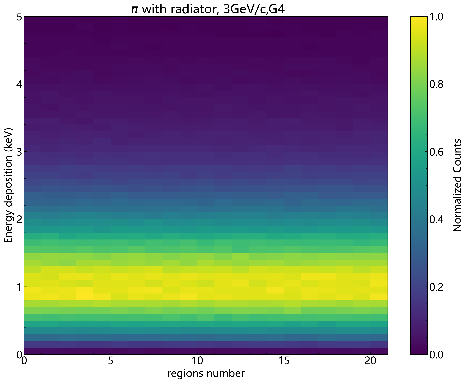 π with radiator, 3GeV/c,G4
Energy deposition (keV)
5
4
3
2
1
0
0 5 10 15 20
regions number
1.0
0.8
0.6
0.4
0.2
0.0
Normalized Counts